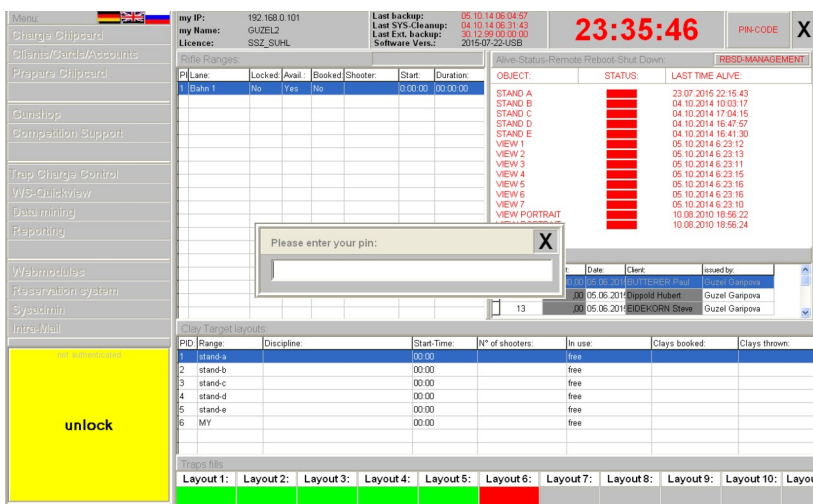 Menu:
Charge Chipcard
Clients/Cards/Accounts
Prepare Chipcard
Gunshop
Competition Support
Trap Charge Control
WS-Quickview
Data mining
Reporting
Webmodules
Reservation system
Sysadmin
Intra-Mail
not authenticated
unlock
my IP: 192.168.0.101
my Name: GUZEL2
Licence: SSZ_SUHL
Last backup: 05.10.14 06:04:57
Last SYS-Cleanup: 04.10.14 06:31:43
Last Ext. backup: 30.12.99 00:00:00
Software Vers.: 2015-07-22-USB
23:35:46
PIN-CODE
X
Rifle Ranges:
PI Lane: Locked: Avail.: Booked: Shooter: Start: Duration:
1 Bahn 1 No Yes No 0:00:00 00:00:00
Alive-Status-Remote Reboot-Shut Down: RBSD-MANAGEMENT
OBJECT: STATUS: LAST TIME ALIVE:
STAND A 23.07.2015 22:15:43
STAND B 04.10.2014 10:03:17
STAND C 04.10.2014 17:04:15
STAND D 04.10.2014 16:47:57
STAND E 04.10.2014 16:41:30
VIEW 1 05.10.2014 6:23:12
VIEW 2 05.10.2014 6:23:13
VIEW 3 05.10.2014 6:23:11
VIEW 4 05.10.2014 6:23:15
VIEW 5 05.10.2014 6:23:16
VIEW 6 05.10.2014 6:23:16
VIEW 7 05.10.2014 6:23:10
VIEW PORTRAIT 10.08.2010 18:56:22
VIEW PORTRAIT 10.08.2010 18:56:24
Please enter your pin: X
t: Date: Client: issued by:
0,00 05.06.201 BUTTERER Paul Guzel Garipova
,00 05.06.201 Dippold Hubert Guzel Garipova
13 ,00 05.06.201 EIDEKORN Steve Guzel Garipova
Clay Target layouts:
PID: Range: Discipline: Start-Time: N° of shooters: In use: Clays booked: Clays thrown:
1 stand-a 00:00 free
2 stand-b 00:00 free
3 stand-c 00:00 free
4 stand-d 00:00 free
5 stand-e 00:00 free
6 MY 00:00 free
Traps fills
Layout 1: Layout 2: Layout 3: Layout 4: Layout 5: Layout 6: Layout 7: Layout 8: Layout 9: Layout 10: Layou